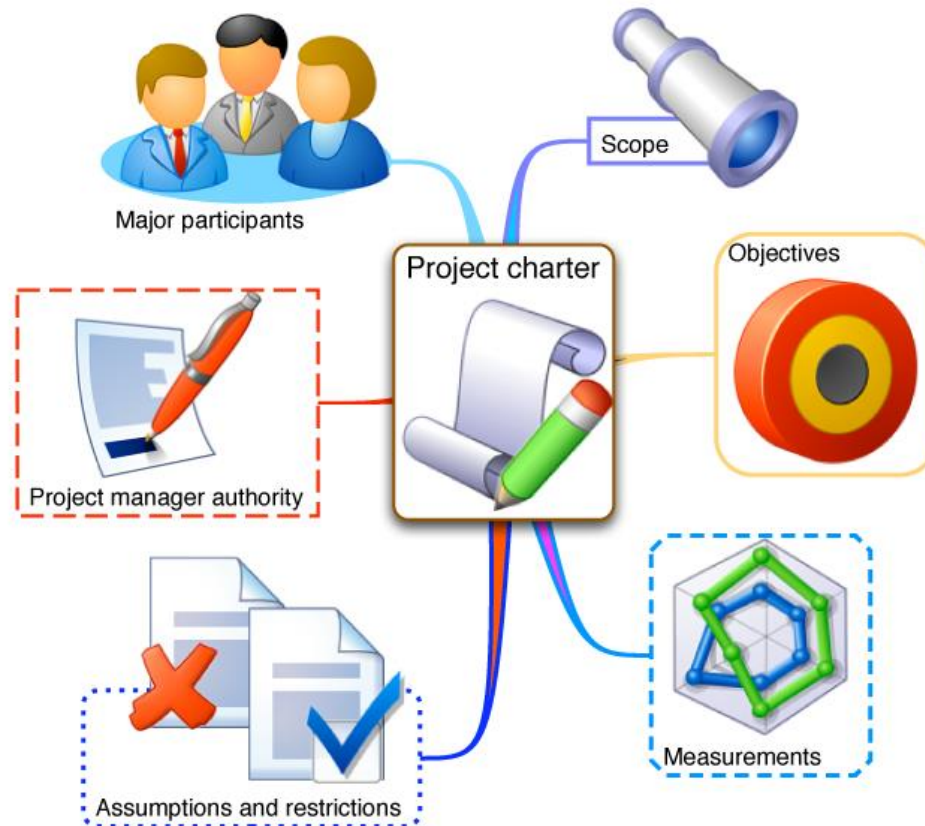 Scope
Major participants
Objectives
Project charter
Project manager authority
Measurements
Assumptions and restrictions